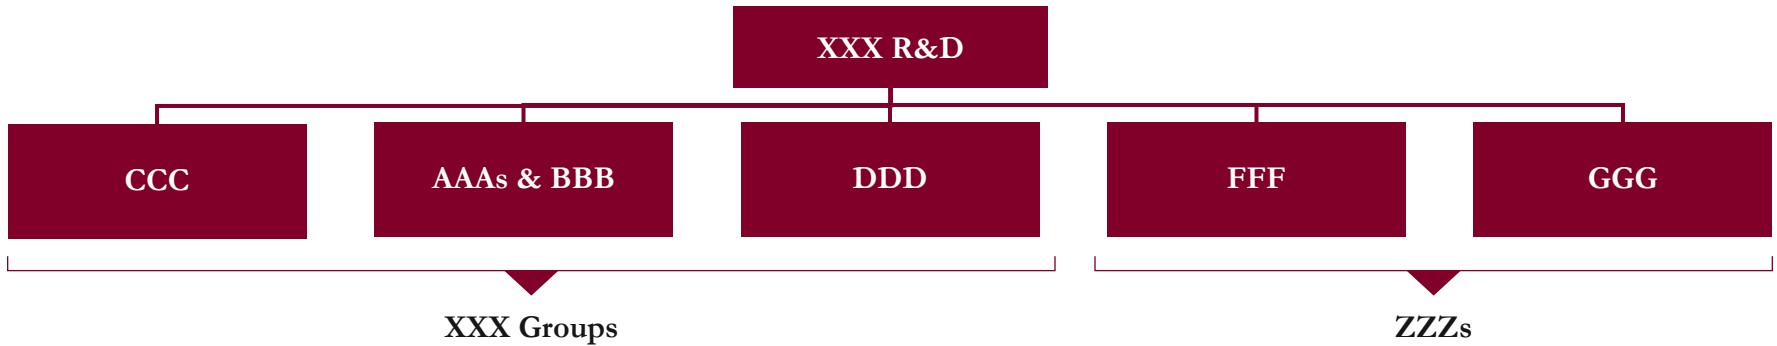 XXX R&D
CCC
AAAs & BBB
DDD
FFF
GGG
XXX Groups
ZZZs